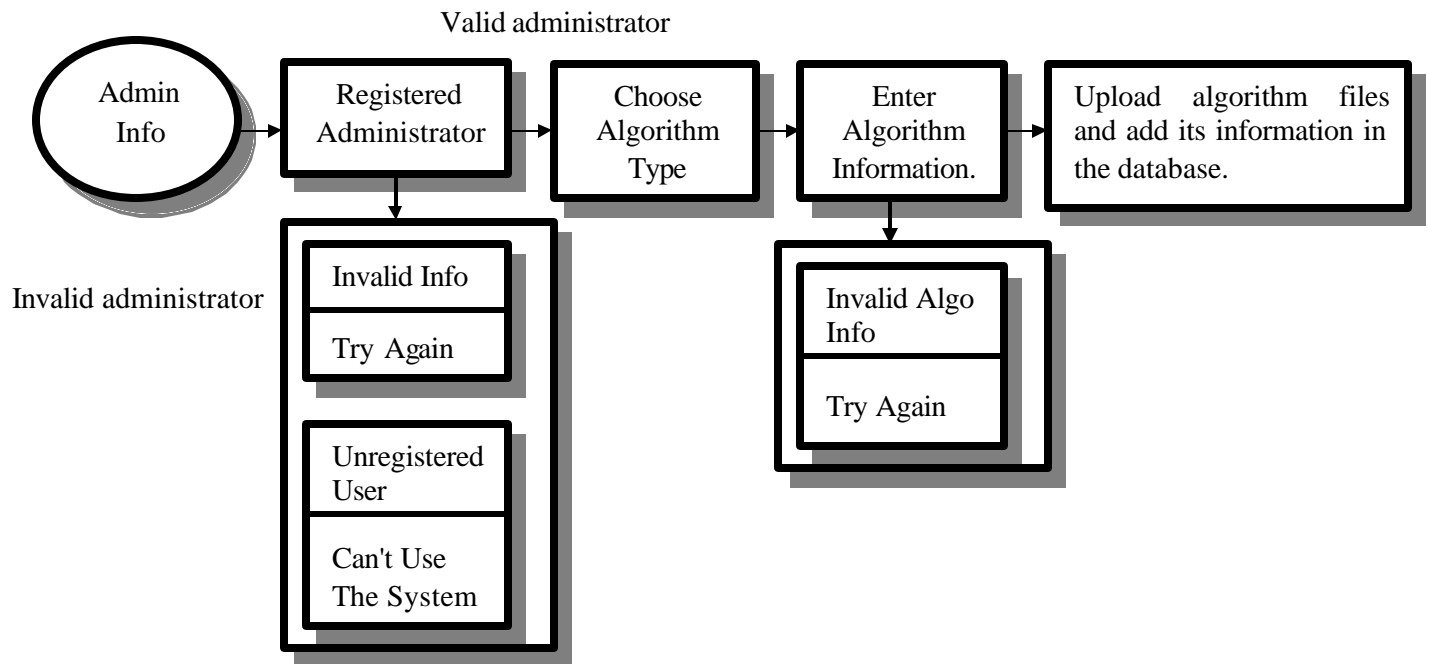 Valid administrator
Admin
Info
Registered
Administrator
Choose
Algorithm
Type
Enter
Algorithm
Information.
Upload algorithm files
and add its information in
the database.
Invalid administrator
Invalid Info
Try Again
Unregistered
User
Can't Use
The System
Invalid Algo
Info
Try Again